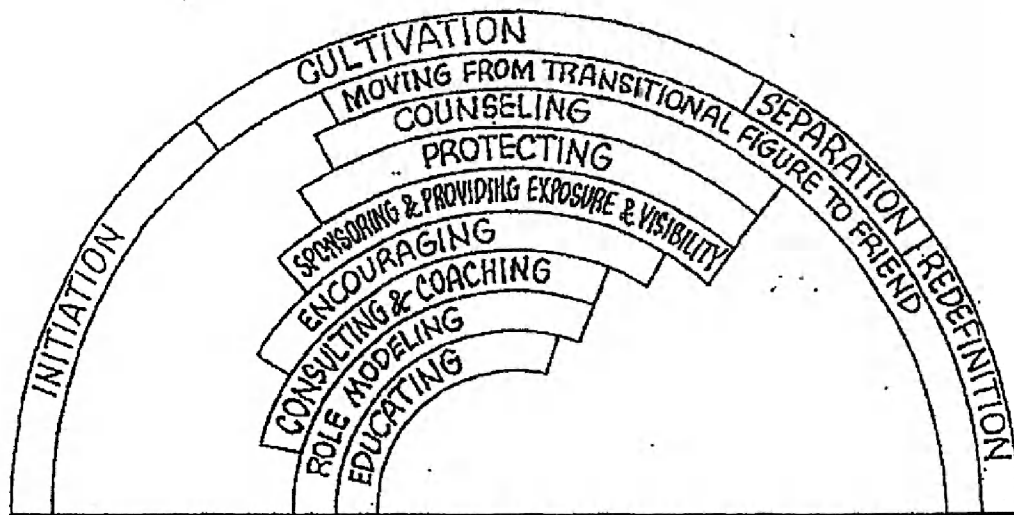 INITIATION
CULTIVATION
SEPARATION
REDEFINITION
MOVING FROM TRANSITIONAL FIGURE TO FRIEND
COUNSELING
PROTECTING
SPONSORING & PROVIDING EXPOSURE & VISIBILITY
ENCOURAGING
CONSULTING & COACHING
ROLE MODELING
EDUCATING